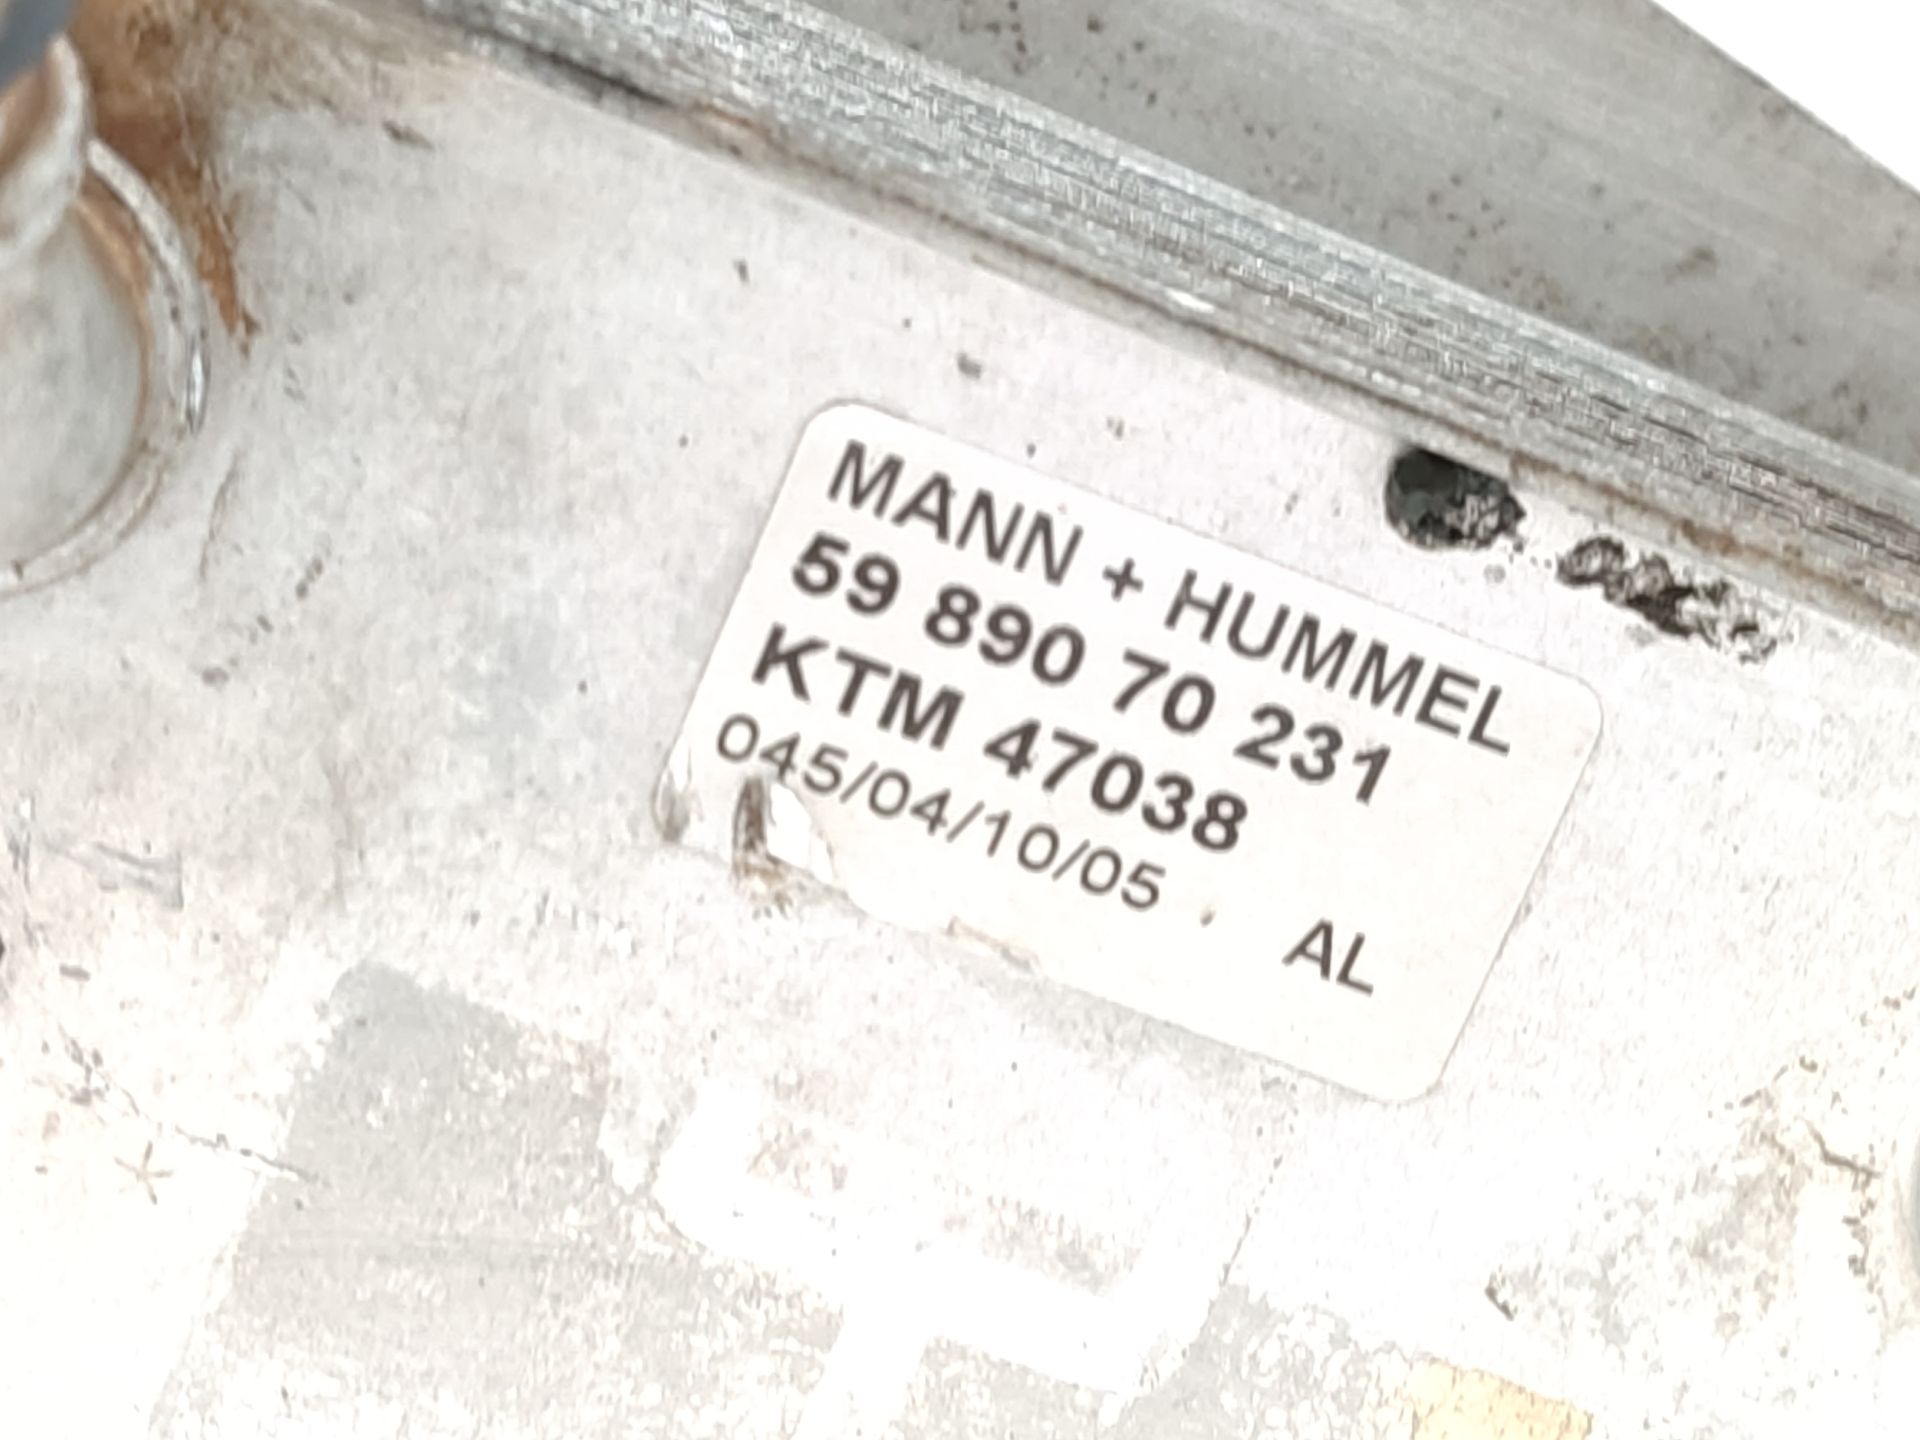 MANN + HUMMEL
59 890 70 231
KTM 47038
045/04/10/05
AL